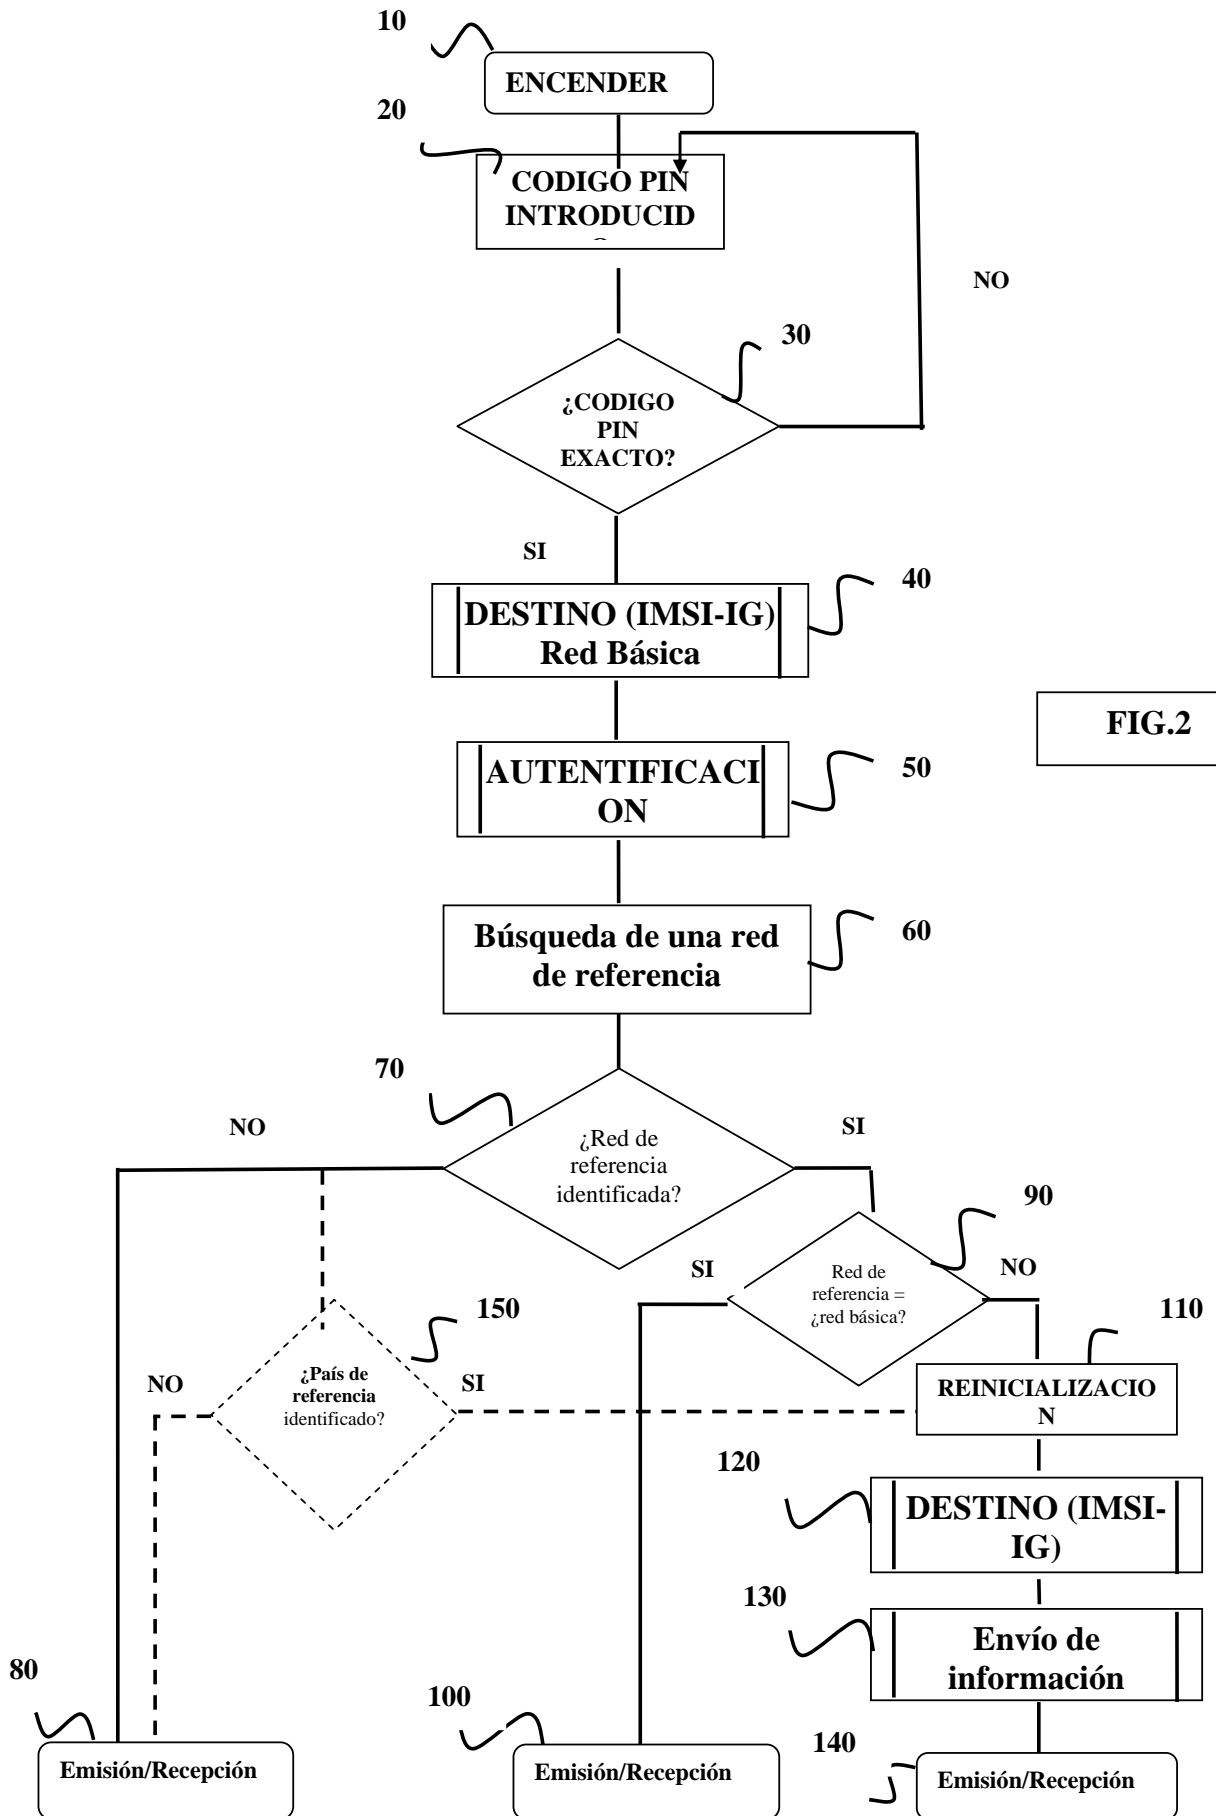 10
ENCENDER
20
CODIGO PIN
INTRODUCID
NO
30
¿CODIGO
PIN
EXACTO?
SI
40
DESTINO (IMSI-IG)
Red Básica
FIG.2
50
AUTENTIFICACI
ON
60
Búsqueda de una red
de referencia
70
NO
SI
¿Red de
referencia
identificada?
90
SI
NO
Red de
referencia =
¿red básica?
150
110
¿País de
referencia
identificado?
NO
SI
REINICIALIZACIO
N
120
DESTINO (IMSI-
IG)
130
Envío de
información
80
100
140
Emisión/Recepción
Emisión/Recepción
Emisión/Recepción